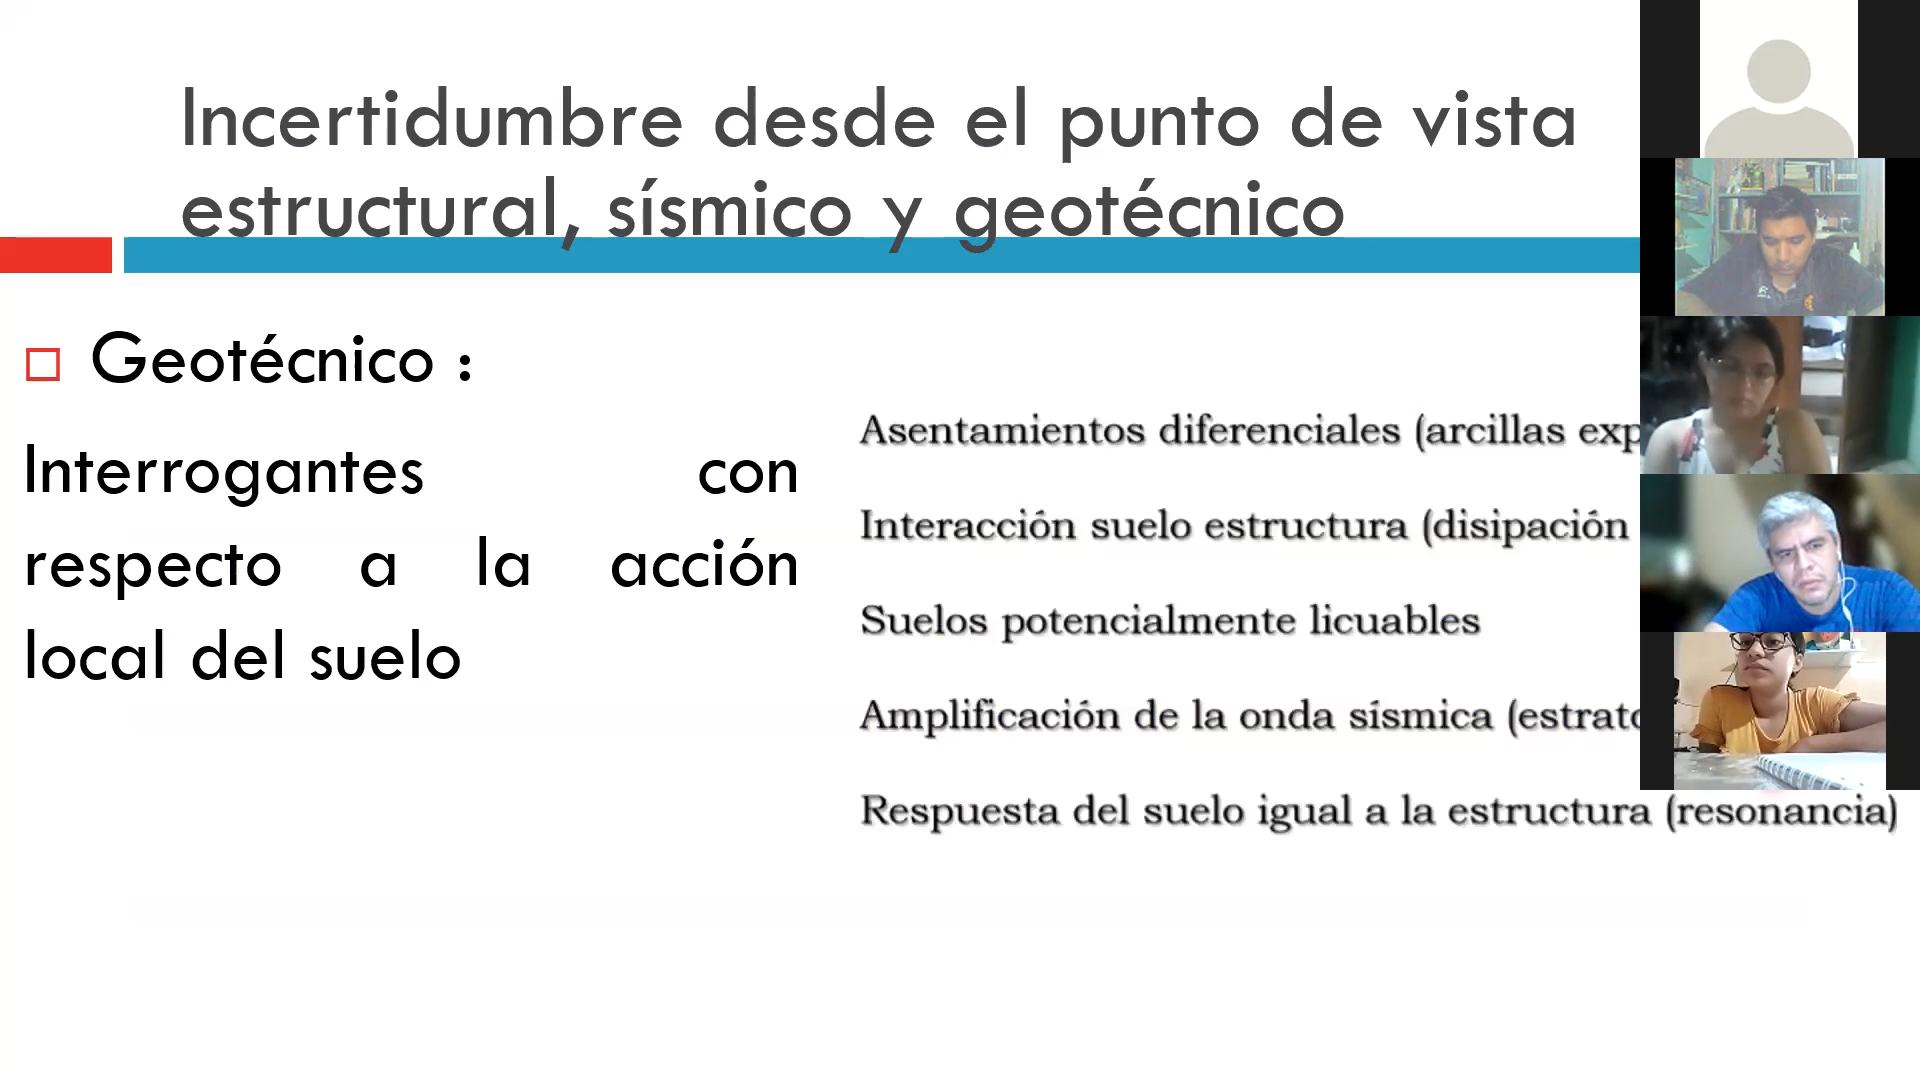 Incertidumbre desde el punto de vista
estructural, sísmico y geotécnico
Geotécnico :
Interrogantes con
respecto a la acción
local del suelo
Asentamientos diferenciales (arcillas exp
Interacción suelo estructura (disipación
Suelos potencialmente licuables
Amplificación de la onda sísmica (estrato
Respuesta del suelo igual a la estructura (resonancia)